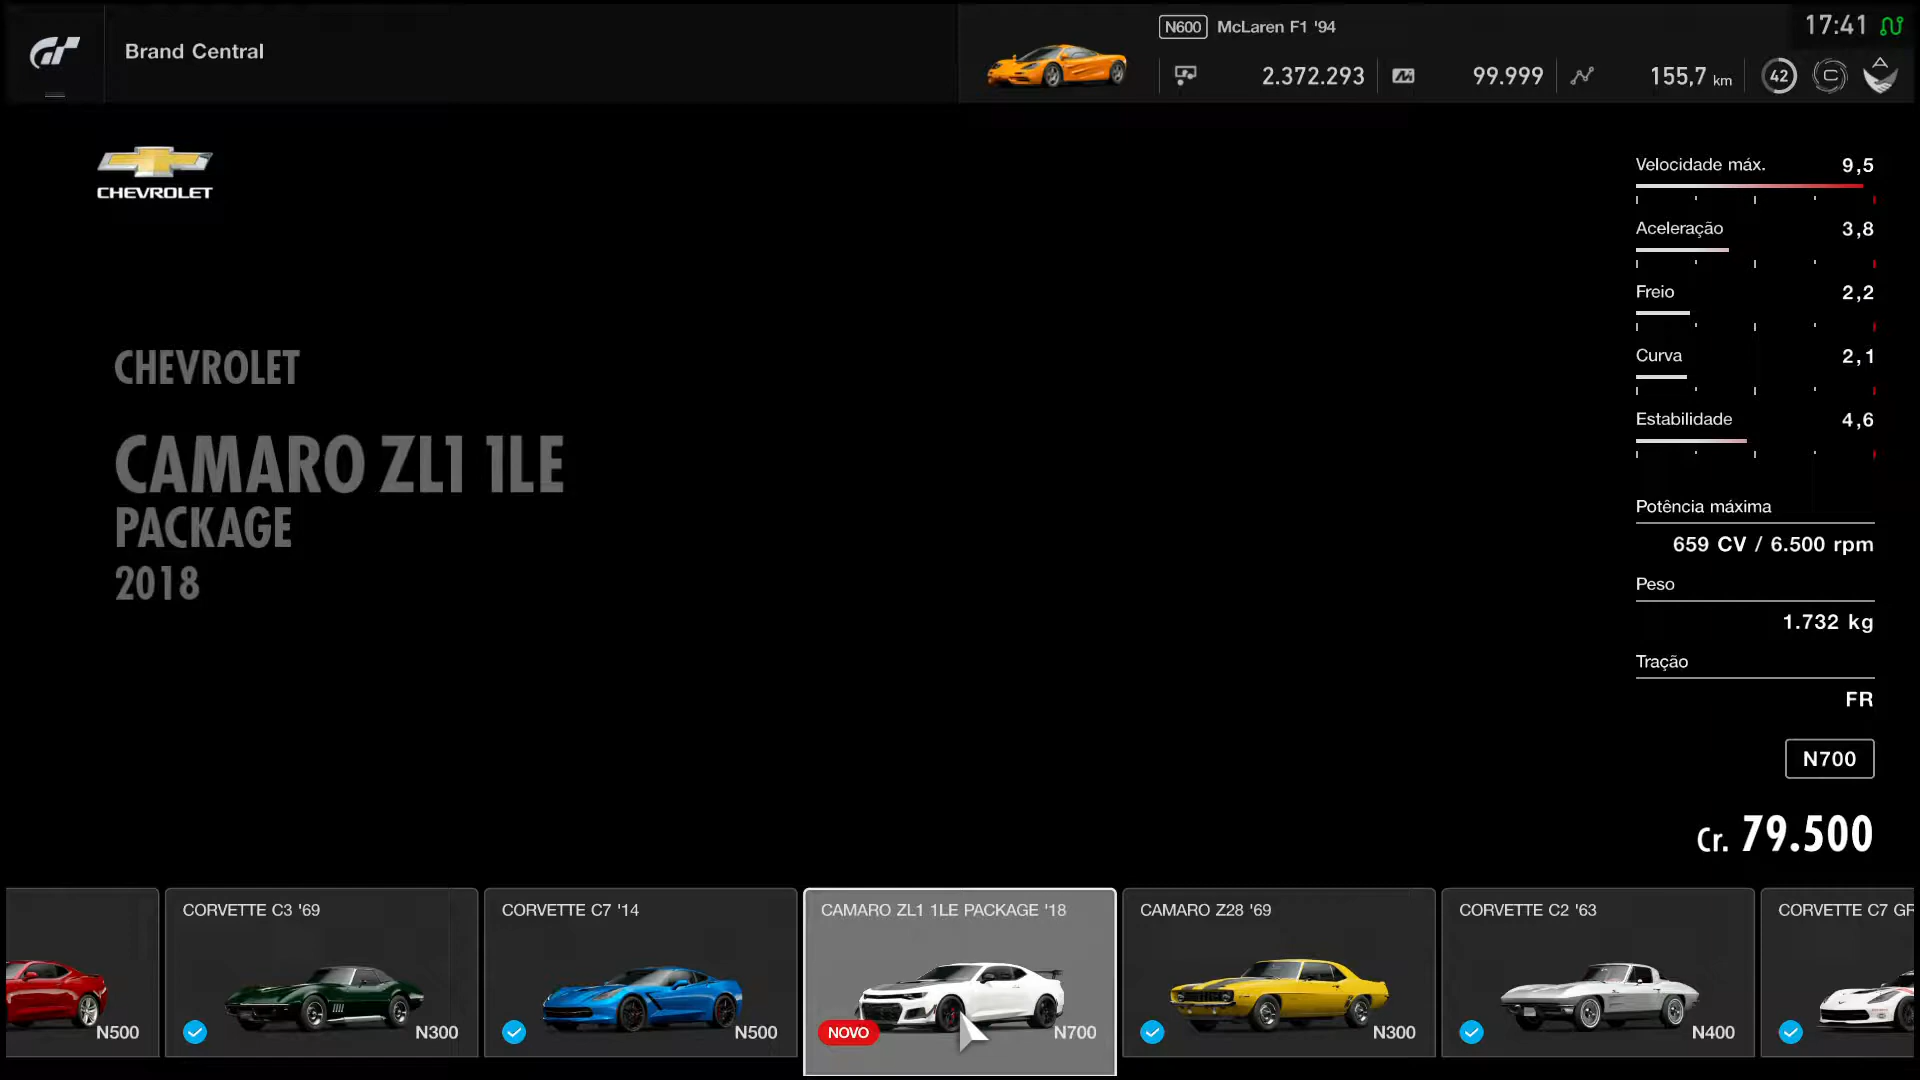 Brand Central
N600 McLaren F1 '94
2.372.293 99.999 155,7 km 42 C A
17:41
CHEVROLET
CHEVROLET
CAMARO ZL1 1LE
PACKAGE
2018
Velocidade máx. 9,5
Aceleração 3,8
Freio 2,2
Curva 2,1
Estabilidade 4,6
Potência máxima
659 CV / 6.500 rpm
Peso
1.732 kg
Tração
FR
N700
Cr. 79.500
N500
CORVETTE C3 '69
N300
CORVETTE C7 '14
N500
CAMARO ZL1 1LE PACKAGE '18
NOVO N700
CAMARO Z28 '69
N300
CORVETTE C2 '63
N400
CORVETTE C7 GR